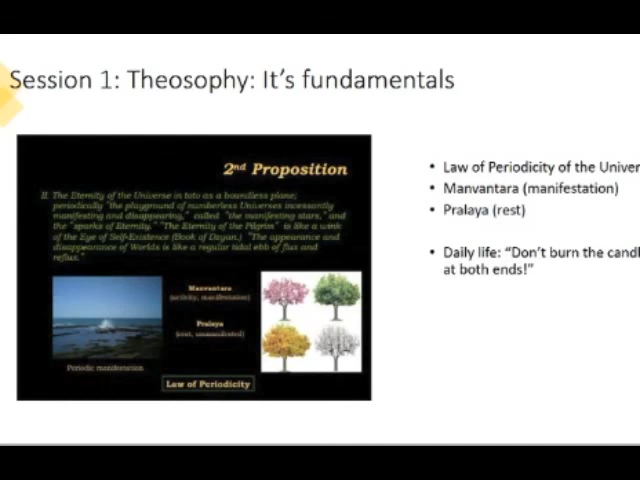 Session 1: Theosophy: It's fundamentals
2nd Proposition
II. The Eternity of the Universe in toto as a boundless plane;
periodically "the playground of numberless Universes incessantly
manifesting and disappearing," called "the manifesting stars," and
the "sparks of Eternity." "The Eternity of the Pilgrim" is like a wink
of the Eye of Self-Existence (Book of Dzyan.) "The appearance and
disappearance of Worlds is like a regular tidal ebb of flux and
reflux."
Manvantara
(activity, manifestation)
Pralaya
(rest, unmanifested)
Periodic manifestation
Law of Periodicity
• Law of Periodicity of the Univer
• Manvantara (manifestation)
• Pralaya (rest)
• Daily life: "Don't burn the candl
at both ends!"